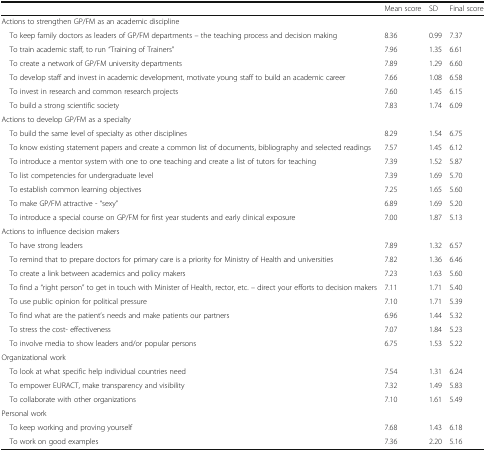 Mean score SD Final score
Actions to strengthen GP/FM as an academic discipline
To keep family doctors as leaders of GP/FM departments – the teaching process and decision making 8.36 0.99 7.37
To train academic staff, to run "Training of Trainers" 7.96 1.35 6.61
To create a network of GP/FM university departments 7.89 1.29 6.60
To develop staff and invest in academic development, motivate young staff to build an academic career 7.66 1.08 6.58
To invest in research and common research projects 7.60 1.45 6.15
To build a strong scientific society 7.83 1.74 6.09
Actions to develop GP/FM as a specialty
To build the same level of specialty as other disciplines 8.29 1.54 6.75
To know existing statement papers and create a common list of documents, bibliography and selected readings 7.57 1.45 6.12
To introduce a mentor system with one to one teaching and create a list of tutors for teaching 7.39 1.52 5.87
To list competencies for undergraduate level 7.39 1.69 5.70
To establish common learning objectives 7.25 1.65 5.60
To make GP/FM attractive - "sexy" 6.89 1.69 5.20
To introduce a special course on GP/FM for first year students and early clinical exposure 7.00 1.87 5.13
Actions to influence decision makers
To have strong leaders 7.89 1.32 6.57
To remind that to prepare doctors for primary care is a priority for Ministry of Health and universities 7.82 1.36 6.46
To create a link between academics and policy makers 7.23 1.63 5.60
To find a "right person" to get in touch with Minister of Health, rector, etc. – direct your efforts to decision makers 7.11 1.71 5.40
To use public opinion for political pressure 7.10 1.71 5.39
To find what are the patient's needs and make patients our partners 6.96 1.44 5.32
To stress the cost- effectiveness 7.07 1.84 5.23
To involve media to show leaders and/or popular persons 6.75 1.53 5.22
Organizational work
To look at what specific help individual countries need 7.54 1.31 6.24
To empower EURACT, make transparency and visibility 7.32 1.49 5.83
To collaborate with other organizations 7.10 1.61 5.49
Personal work
To keep working and proving yourself 7.68 1.43 6.18
To work on good examples 7.36 2.20 5.16